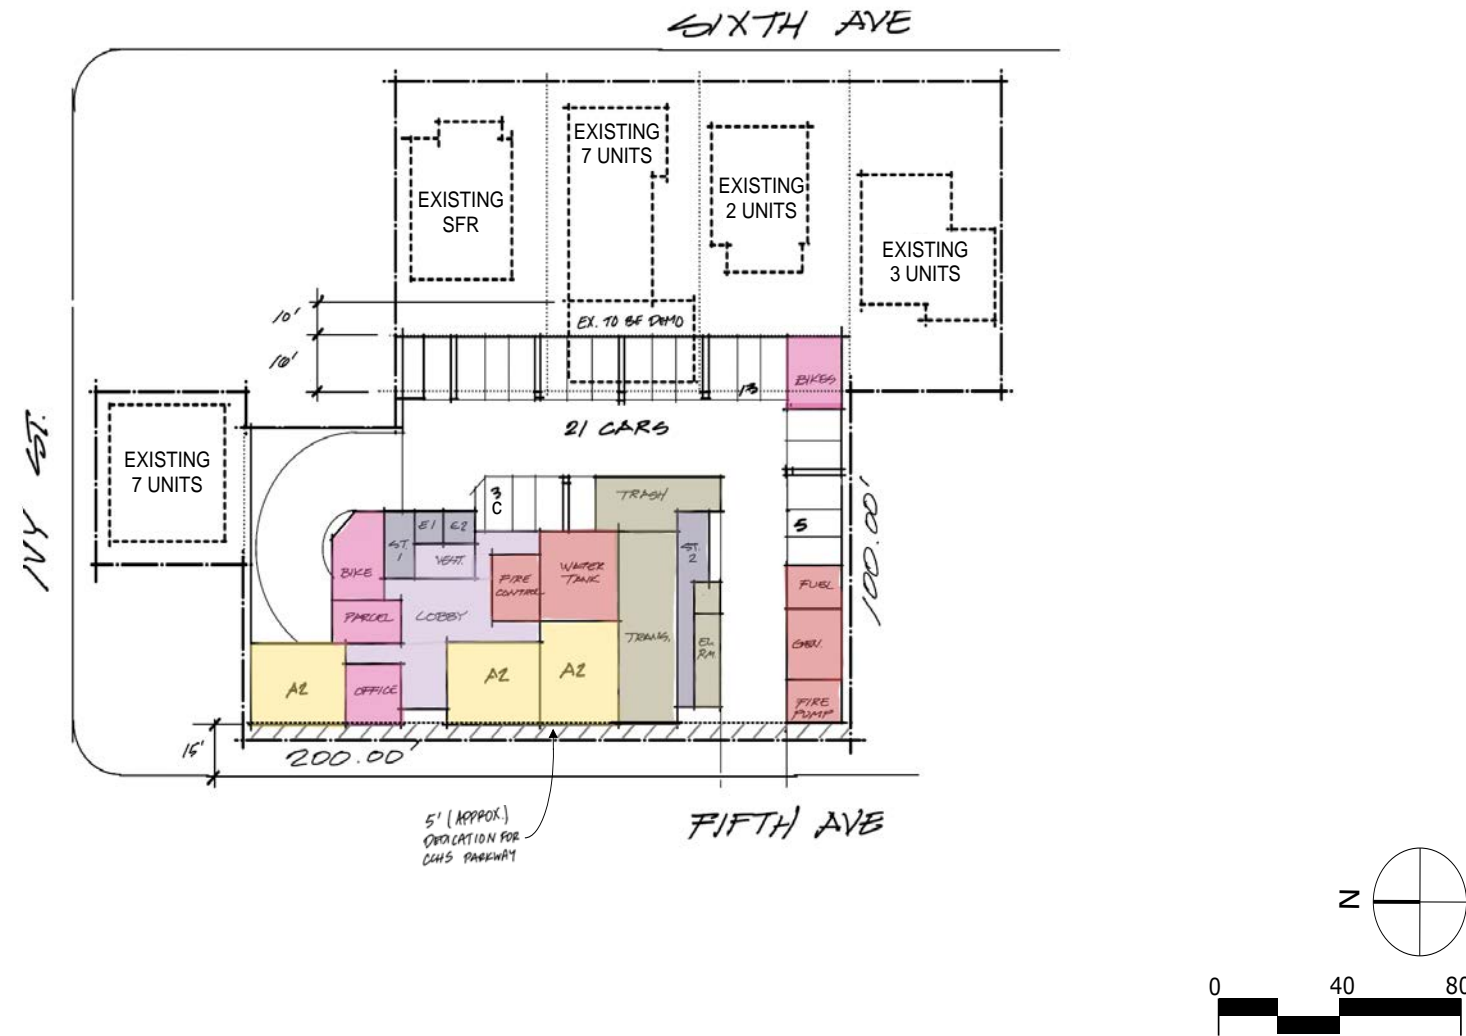 SIXTH AVE
EXISTING
SFR
EXISTING
7 UNITS
EXISTING
2 UNITS
EXISTING
3 UNITS
10'
EX. TO BE DEMO
16'
BIKES
13
21 CARS
IVY ST.
EXISTING
7 UNITS
3
C
TRASH
5
100.00'
E1
E2
ST.
1
VEST.
ST.
2
BIKE
FIRE
CONTROL
WATER
TANK
FUEL
PARCEL
LOBBY
TRANS.
EL.
RM.
GEN.
A2
OFFICE
A2
A2
FIRE
PUMP
15'
200.00'
5' (APPROX.)
DEDICATION FOR
CCHS PARKWAY
FIFTH AVE
N
0
40
80